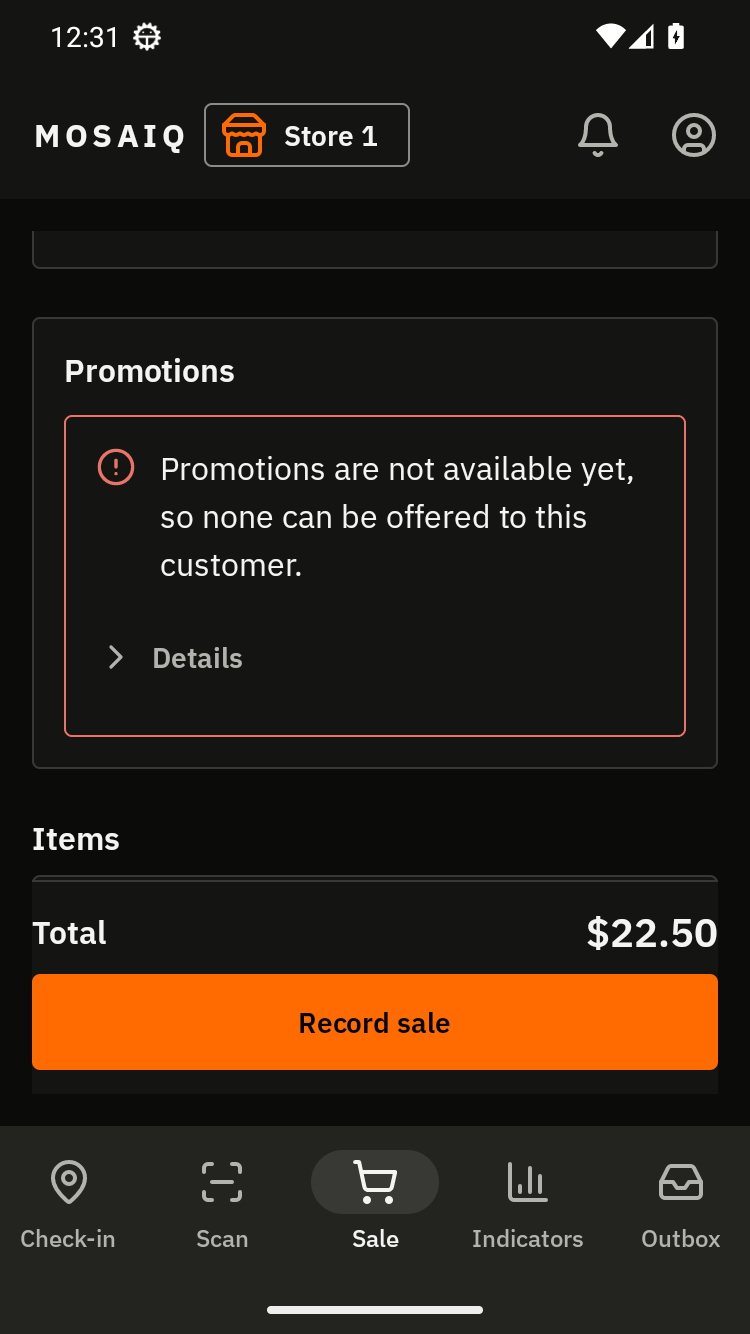 12:31
MOSAIQ
Store 1
Promotions
Promotions are not available yet,
so none can be offered to this
customer.
Details
Items
Total
$22.50
Record sale
Check-in
Scan
Sale
Indicators
Outbox